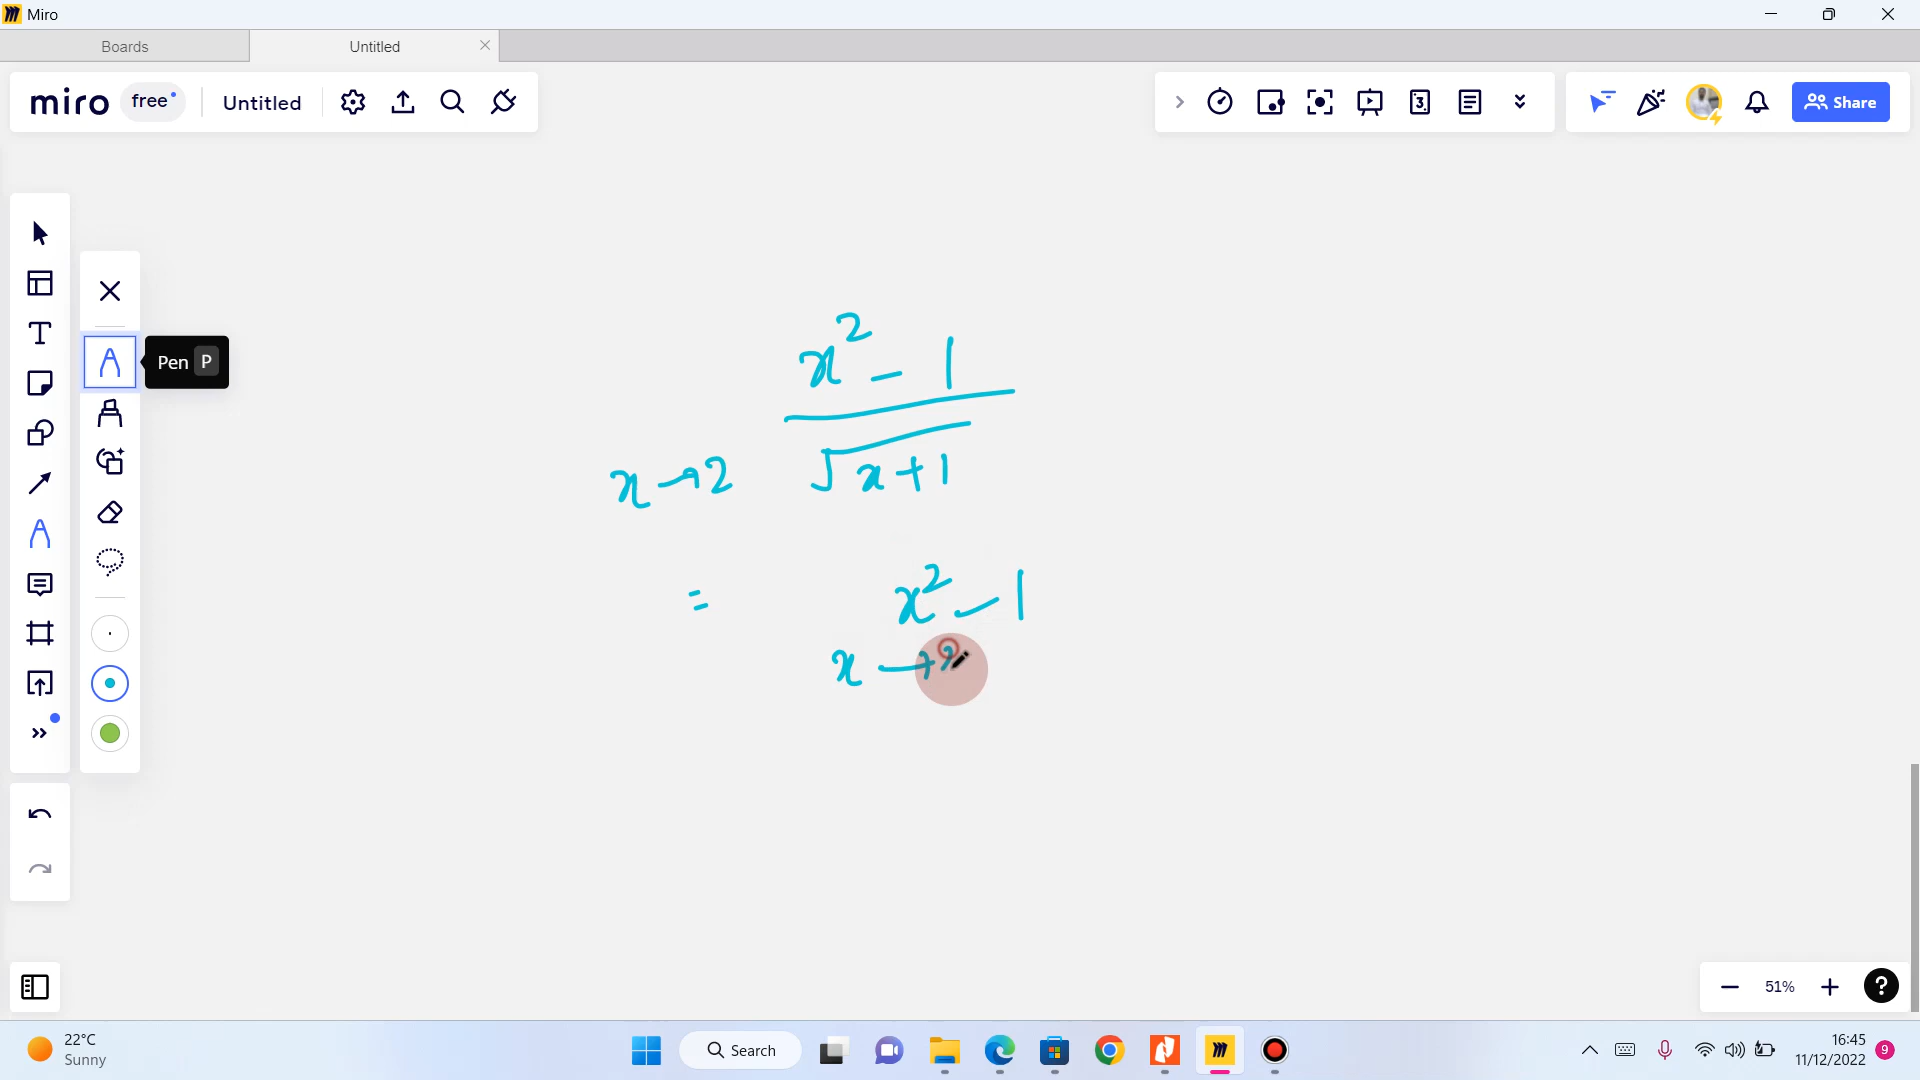 Miro
Boards
Untitled
miro
free
Untitled
3
Share
Pen P
x² - 1
√x+1
x→2
= x² - 1
x →
51%
?
22°C
Sunny
Search
16:45
11/12/2022
9